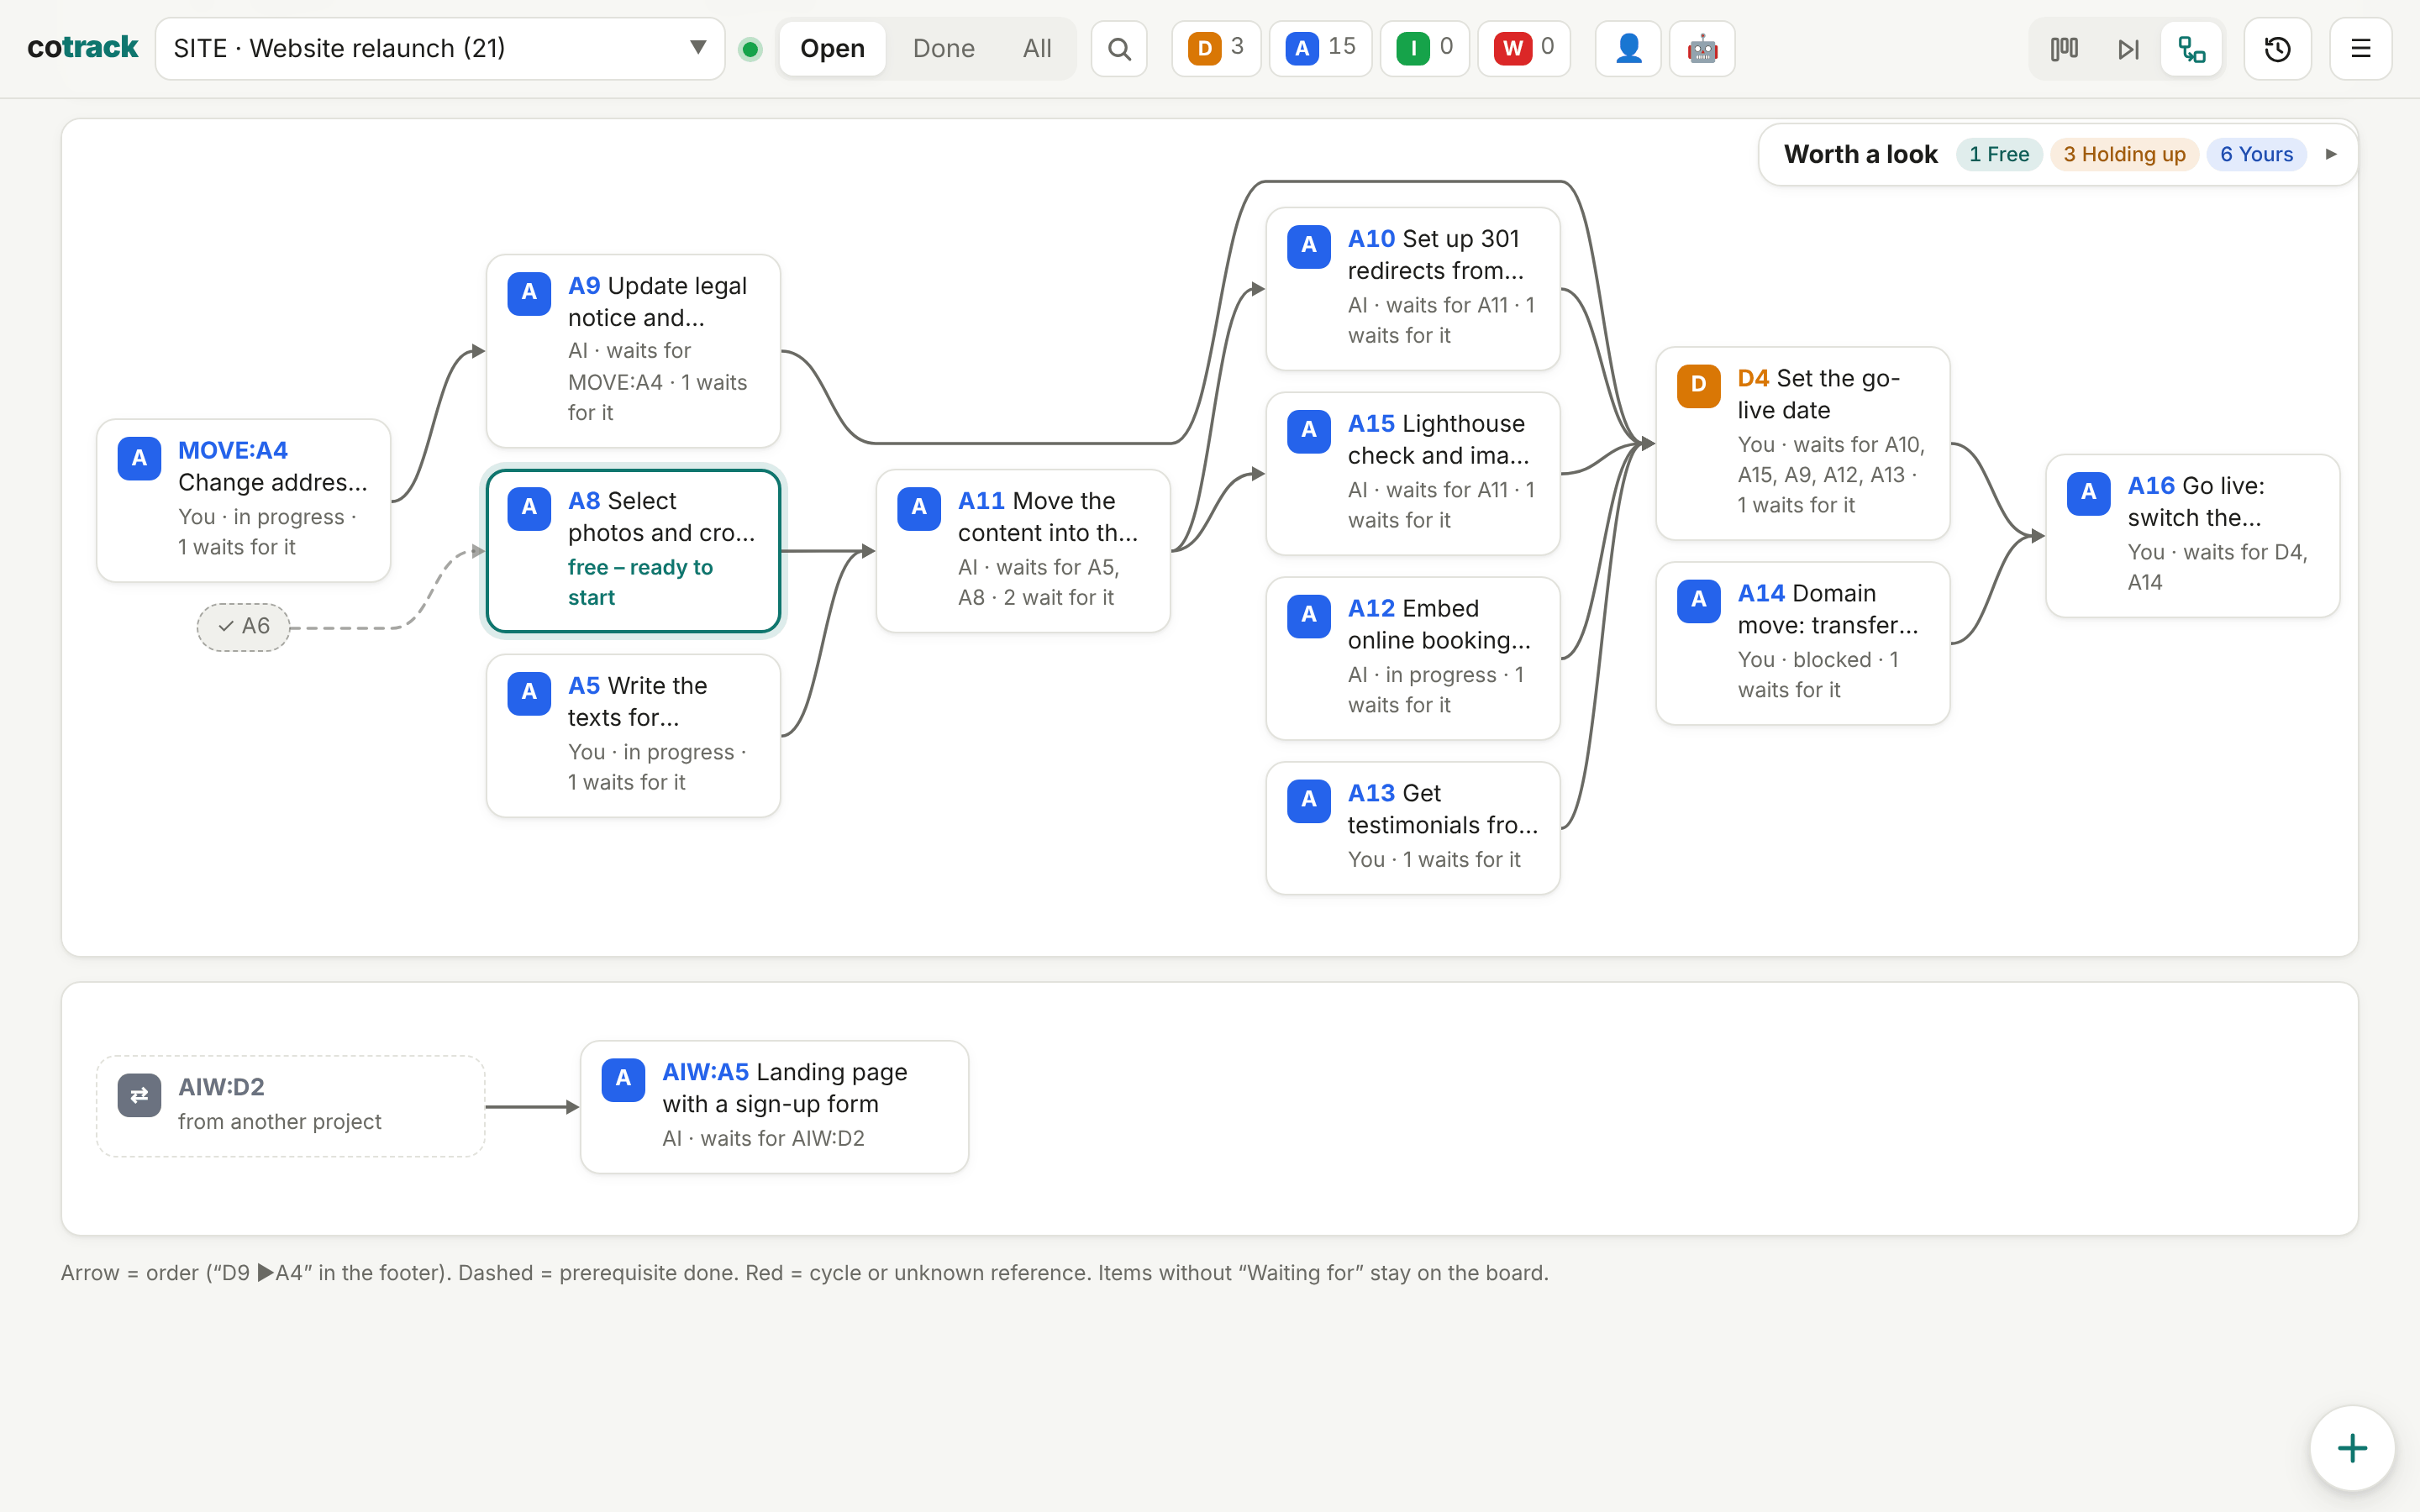 cotrack
SITE · Website relaunch (21)
Open
Done
All
D 3
A 15
I 0
W 0
Worth a look
1 Free
3 Holding up
6 Yours
A
MOVE:A4
Change addres...
You · in progress ·
1 waits for it
✓ A6
A
A9 Update legal
notice and...
AI · waits for
MOVE:A4 · 1 waits
for it
A
A8 Select
photos and cro...
free – ready to
start
A
A5 Write the
texts for...
You · in progress ·
1 waits for it
A
A11 Move the
content into th...
AI · waits for A5,
A8 · 2 wait for it
A
A10 Set up 301
redirects from...
AI · waits for A11 · 1
waits for it
A
A15 Lighthouse
check and ima...
AI · waits for A11 · 1
waits for it
A
A12 Embed
online booking...
AI · in progress · 1
waits for it
A
A13 Get
testimonials fro...
You · 1 waits for it
D
D4 Set the go-
live date
You · waits for A10,
A15, A9, A12, A13 ·
1 waits for it
A
A14 Domain
move: transfer...
You · blocked · 1
waits for it
A
A16 Go live:
switch the...
You · waits for D4,
A14
AIW:D2
from another project
A
AIW:A5 Landing page
with a sign-up form
AI · waits for AIW:D2
Arrow = order (“D9 ▶A4” in the footer). Dashed = prerequisite done. Red = cycle or unknown reference. Items without “Waiting for” stay on the board.